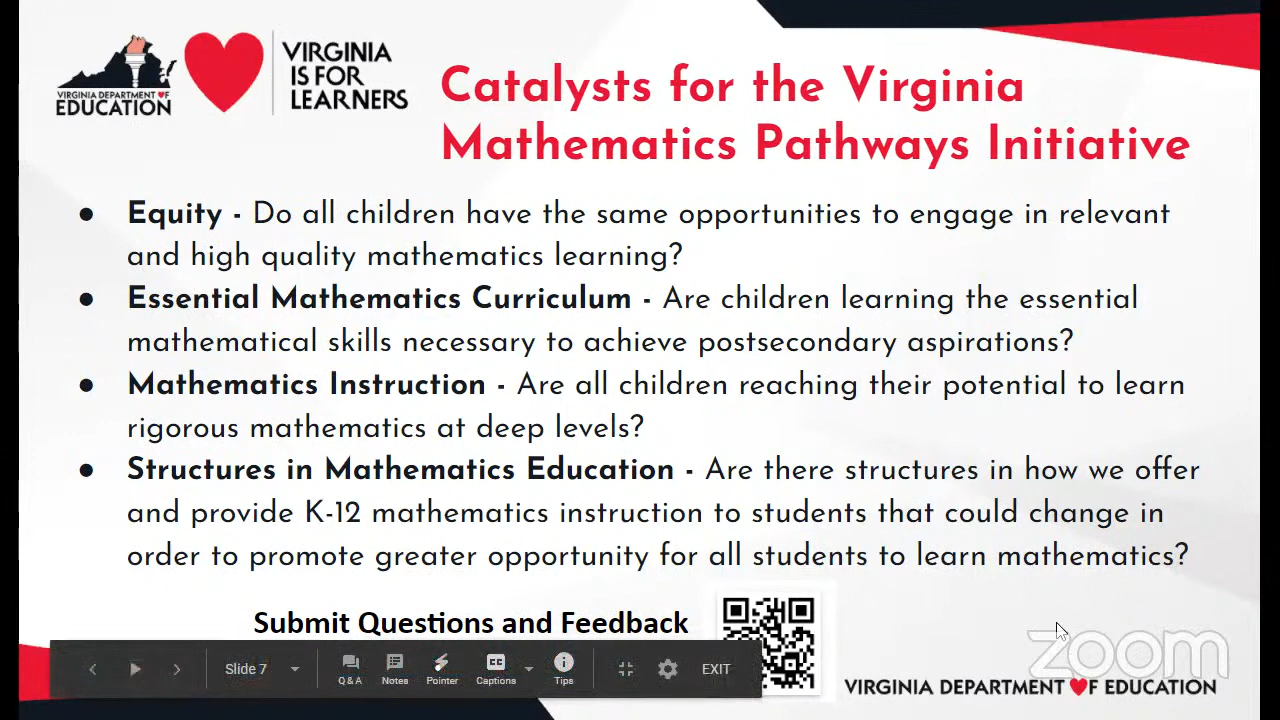 VIRGINIA DEPARTMENT OF
EDUCATION
VIRGINIA
IS FOR
LEARNERS
Catalysts for the Virginia
Mathematics Pathways Initiative
● Equity - Do all children have the same opportunities to engage in relevant
and high quality mathematics learning?
● Essential Mathematics Curriculum - Are children learning the essential
mathematical skills necessary to achieve postsecondary aspirations?
● Mathematics Instruction - Are all children reaching their potential to learn
rigorous mathematics at deep levels?
● Structures in Mathematics Education - Are there structures in how we offer
and provide K-12 mathematics instruction to students that could change in
order to promote greater opportunity for all students to learn mathematics?
Submit Questions and Feedback
Slide 7
Q & A
Notes
Pointer
CC
Captions
Tips
EXIT
zoom
VIRGINIA DEPARTMENT OF EDUCATION